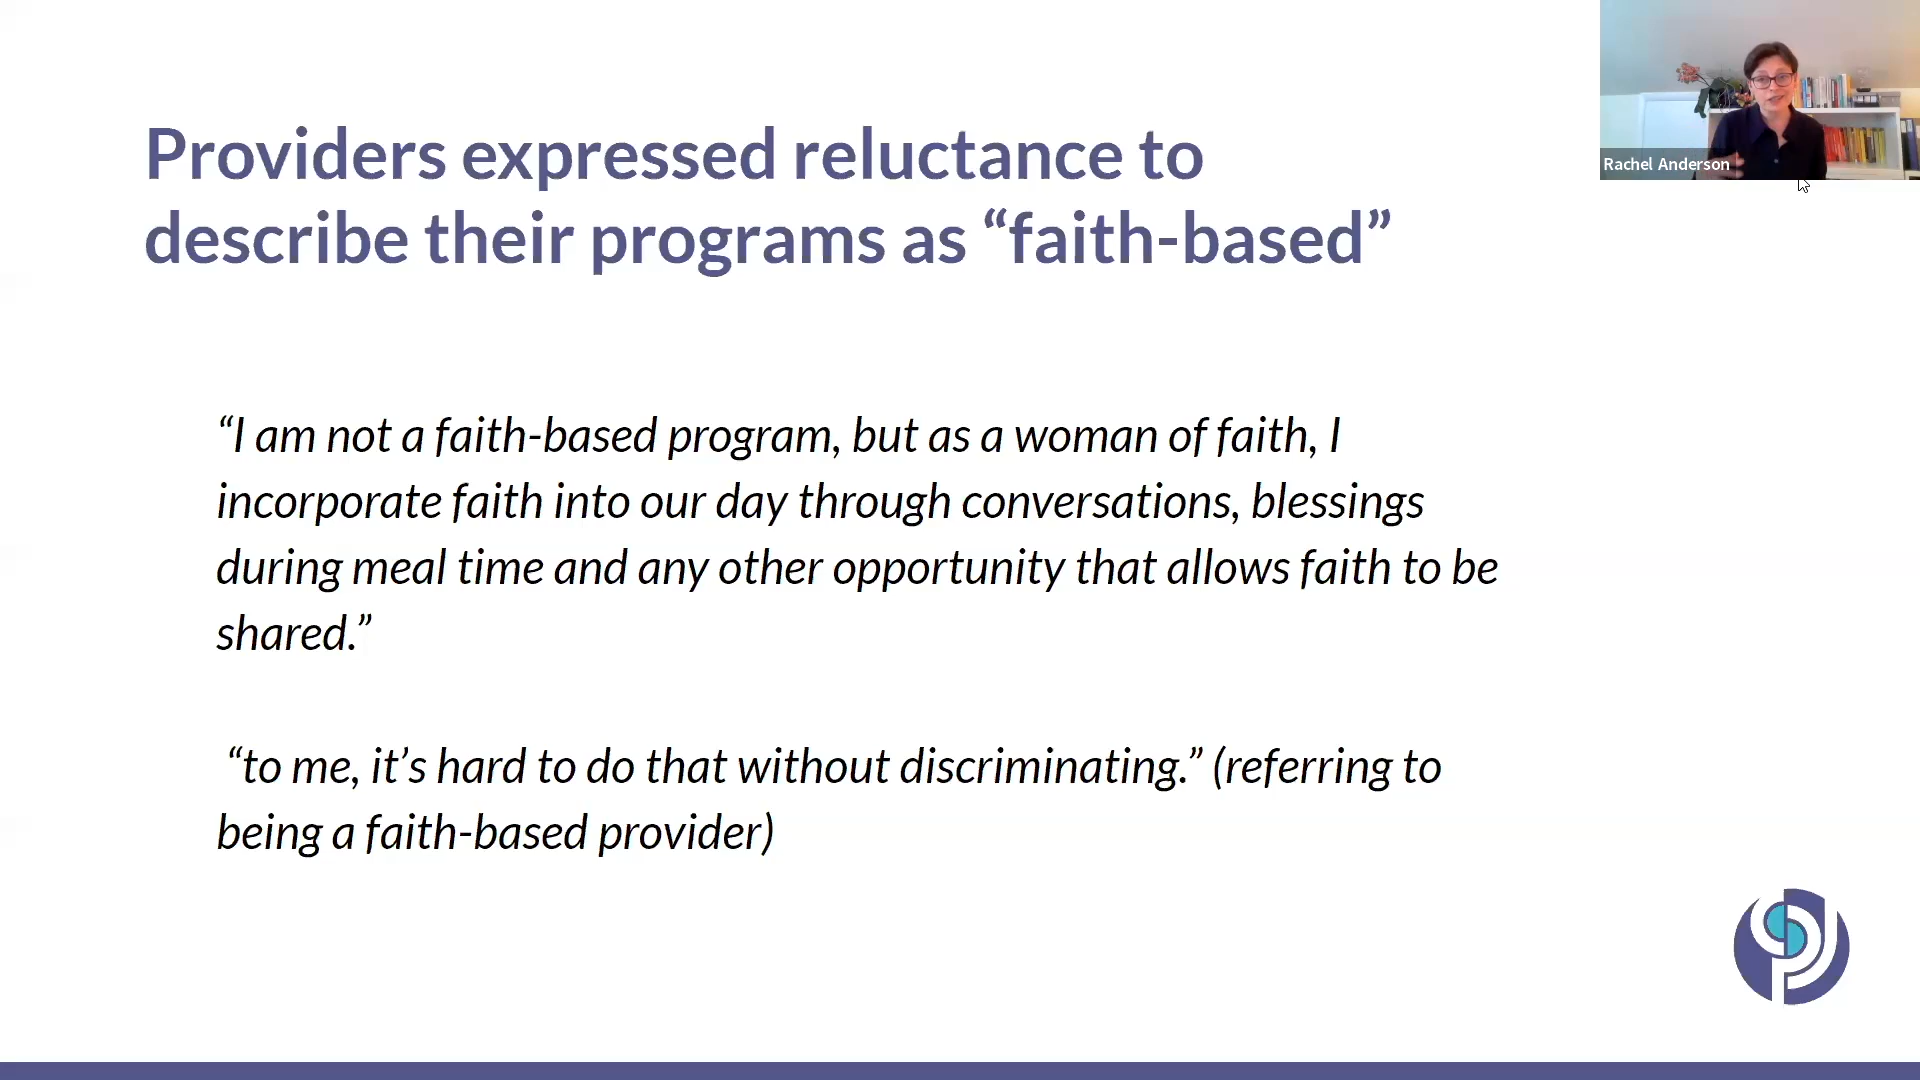 Providers expressed reluctance to
describe their programs as “faith-based”
Rachel Anderson
“I am not a faith-based program, but as a woman of faith, I
incorporate faith into our day through conversations, blessings
during meal time and any other opportunity that allows faith to be
shared.”
“to me, it’s hard to do that without discriminating.” (referring to
being a faith-based provider)